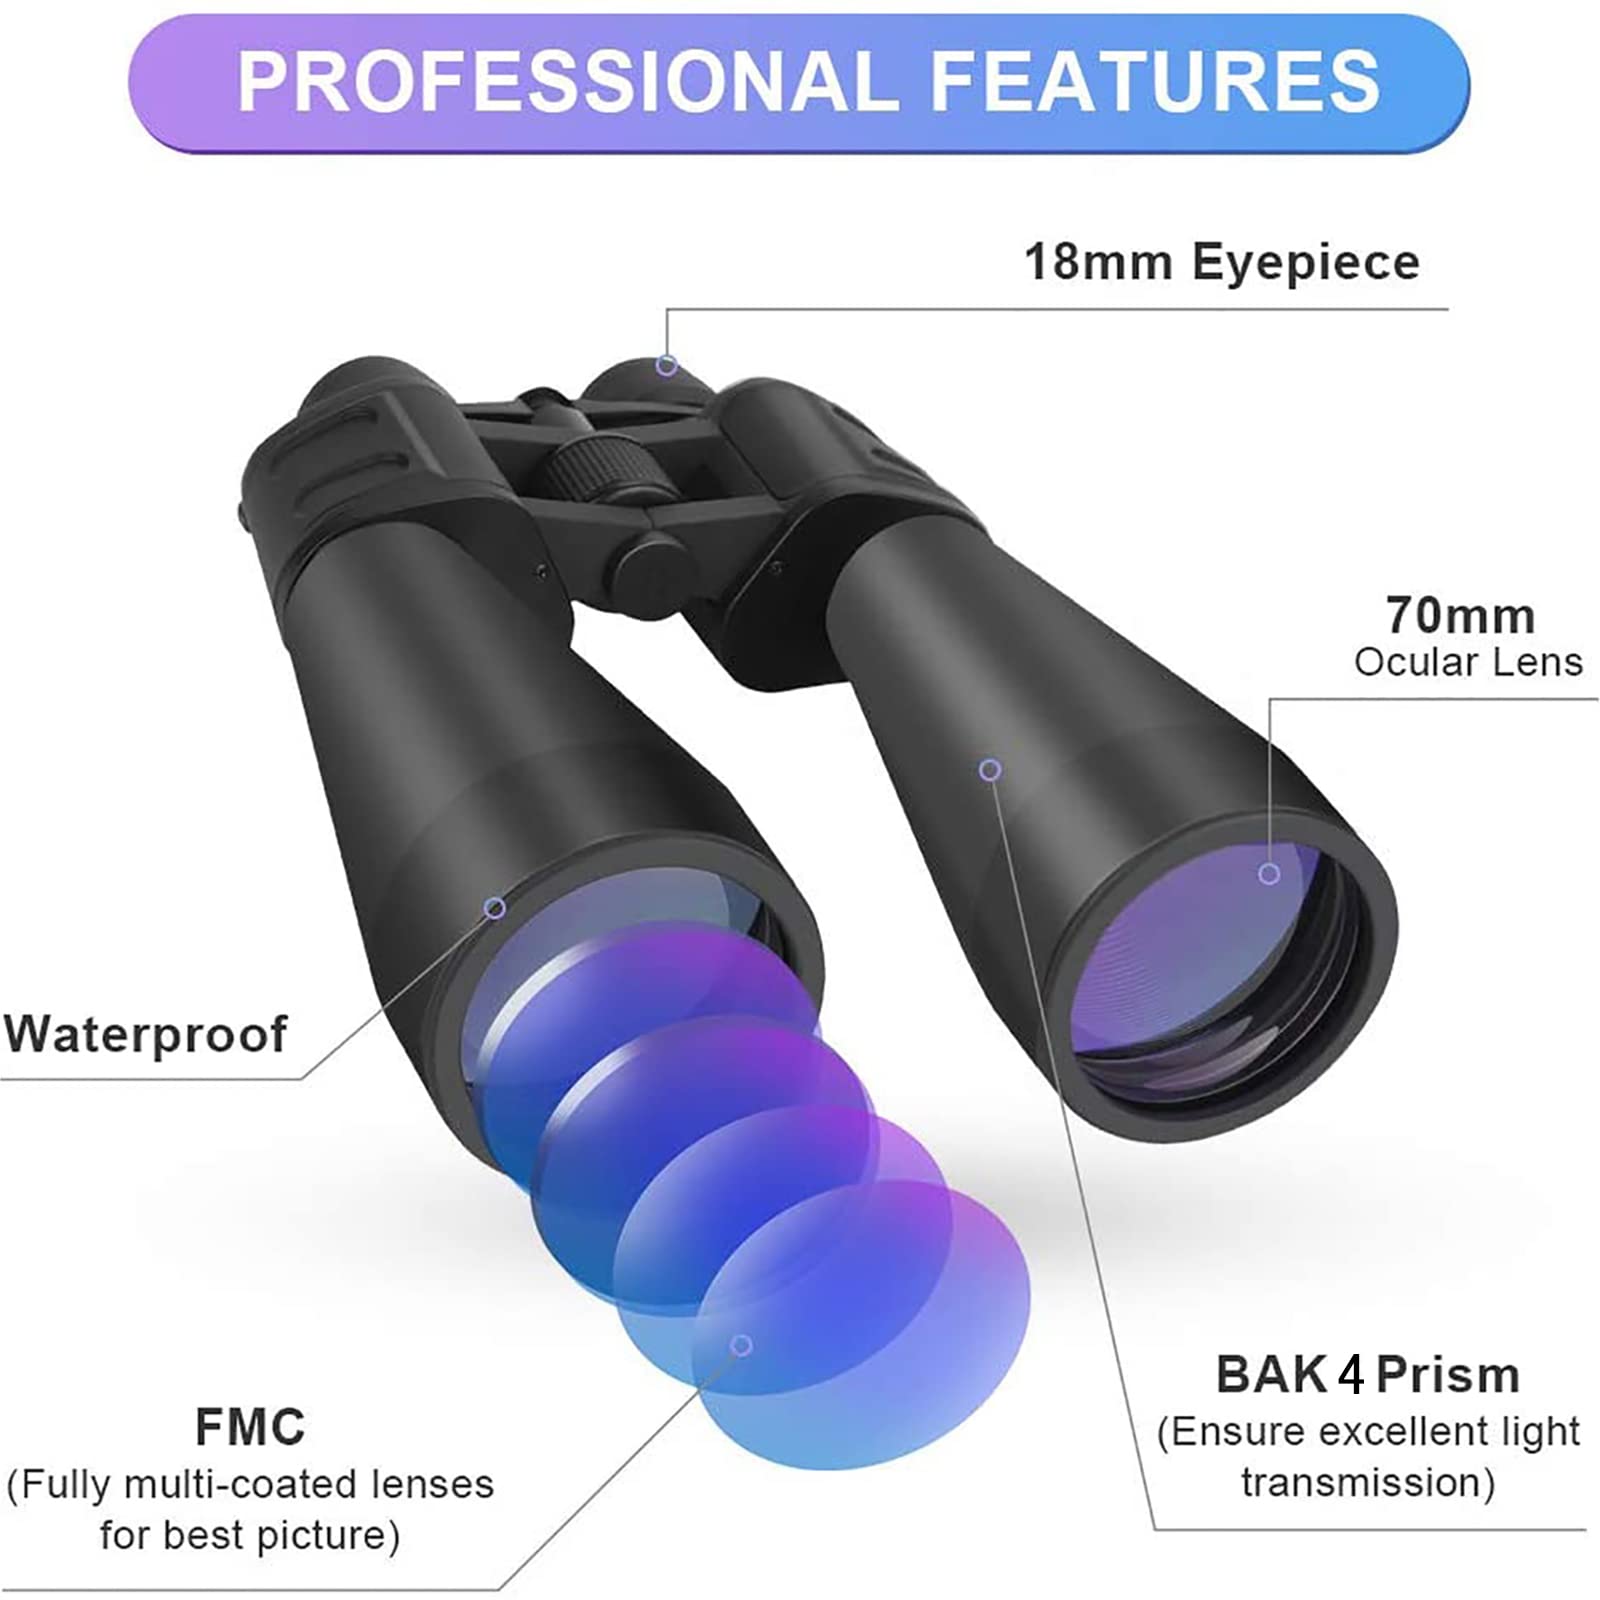 PROFESSIONAL FEATURES
18mm Eyepiece
70mm
Ocular Lens
Waterproof
BAK 4 Prism
(Ensure excellent light
transmission)
FMC
(Fully multi-coated lenses
for best picture)